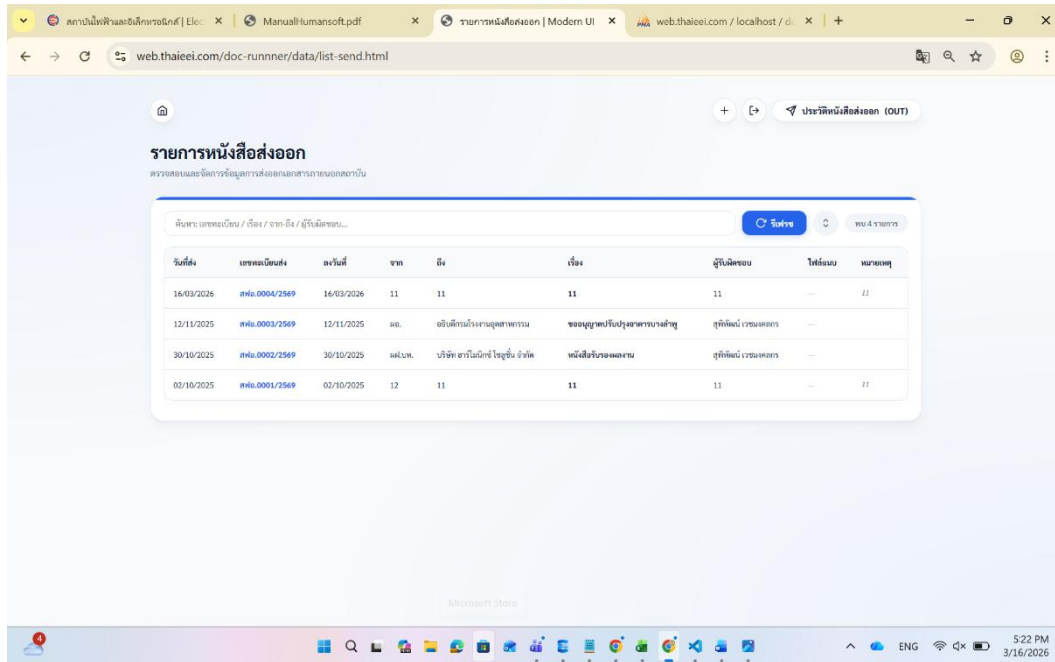 สถาบันไฟฟ้าและอิเล็กทรอนิกส์ | Elec
ManualHumansoft.pdf
รายการหนังสือส่งออก | Modern UI
web.thaieei.com / localhost / do
web.thaieei.com/doc-runnner/data/list-send.html
ประวัติหนังสือส่งออก (OUT)
รายการหนังสือส่งออก
ตรวจสอบและจัดการข้อมูลการส่งออกเอกสารภายนอกสถาบัน
ค้นหา: เลขทะเบียน / เรื่อง / จาก-ถึง / ผู้รับผิดชอบ...
รีเฟรช
พบ 4 รายการ
วันที่ส่ง เลขทะเบียนส่ง ลงวันที่ จาก ถึง เรื่อง ผู้รับผิดชอบ ไฟล์แนบ หมายเหตุ
16/03/2026 สฟอ.0004/2569 16/03/2026 11 11 11 11 — 11
12/11/2025 สฟอ.0003/2569 12/11/2025 ผอ. อธิบดีกรมโรงงานอุตสาหกรรม ขออนุญาตปรับปรุงอาคารบางลำพู สุพิพัฒน์ เวชมงคลกร —
30/10/2025 สฟอ.0002/2569 30/10/2025 ผฝ.บท. บริษัท ฮาร์โมนิกซ์ โซลูชั่น จำกัด หนังสือรับรองผลงาน สุพิพัฒน์ เวชมงคลกร —
02/10/2025 สฟอ.0001/2569 02/10/2025 12 11 11 11 — 11
Microsoft Store
4
ENG
5:22 PM
3/16/2026